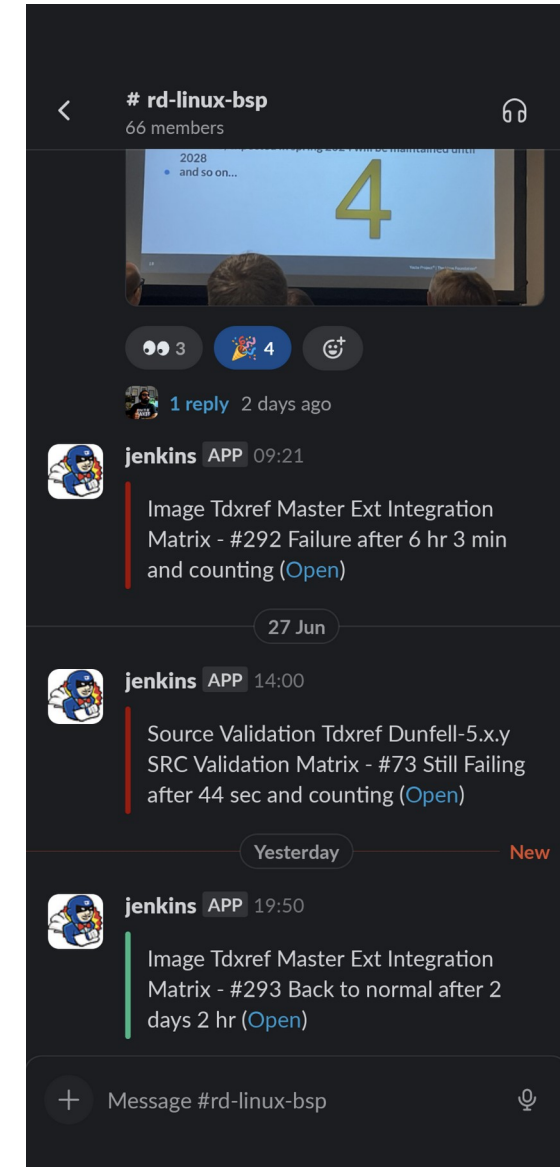 # rd-linux-bsp
66 members
2028
• and so on...
4
3
4
1 reply 2 days ago
jenkins APP 09:21
Image Tdxref Master Ext Integration
Matrix - #292 Failure after 6 hr 3 min
and counting (Open)
27 Jun
jenkins APP 14:00
Source Validation Tdxref Dunfell-5.x.y
SRC Validation Matrix - #73 Still Failing
after 44 sec and counting (Open)
Yesterday
New
jenkins APP 19:50
Image Tdxref Master Ext Integration
Matrix - #293 Back to normal after 2
days 2 hr (Open)
Message #rd-linux-bsp